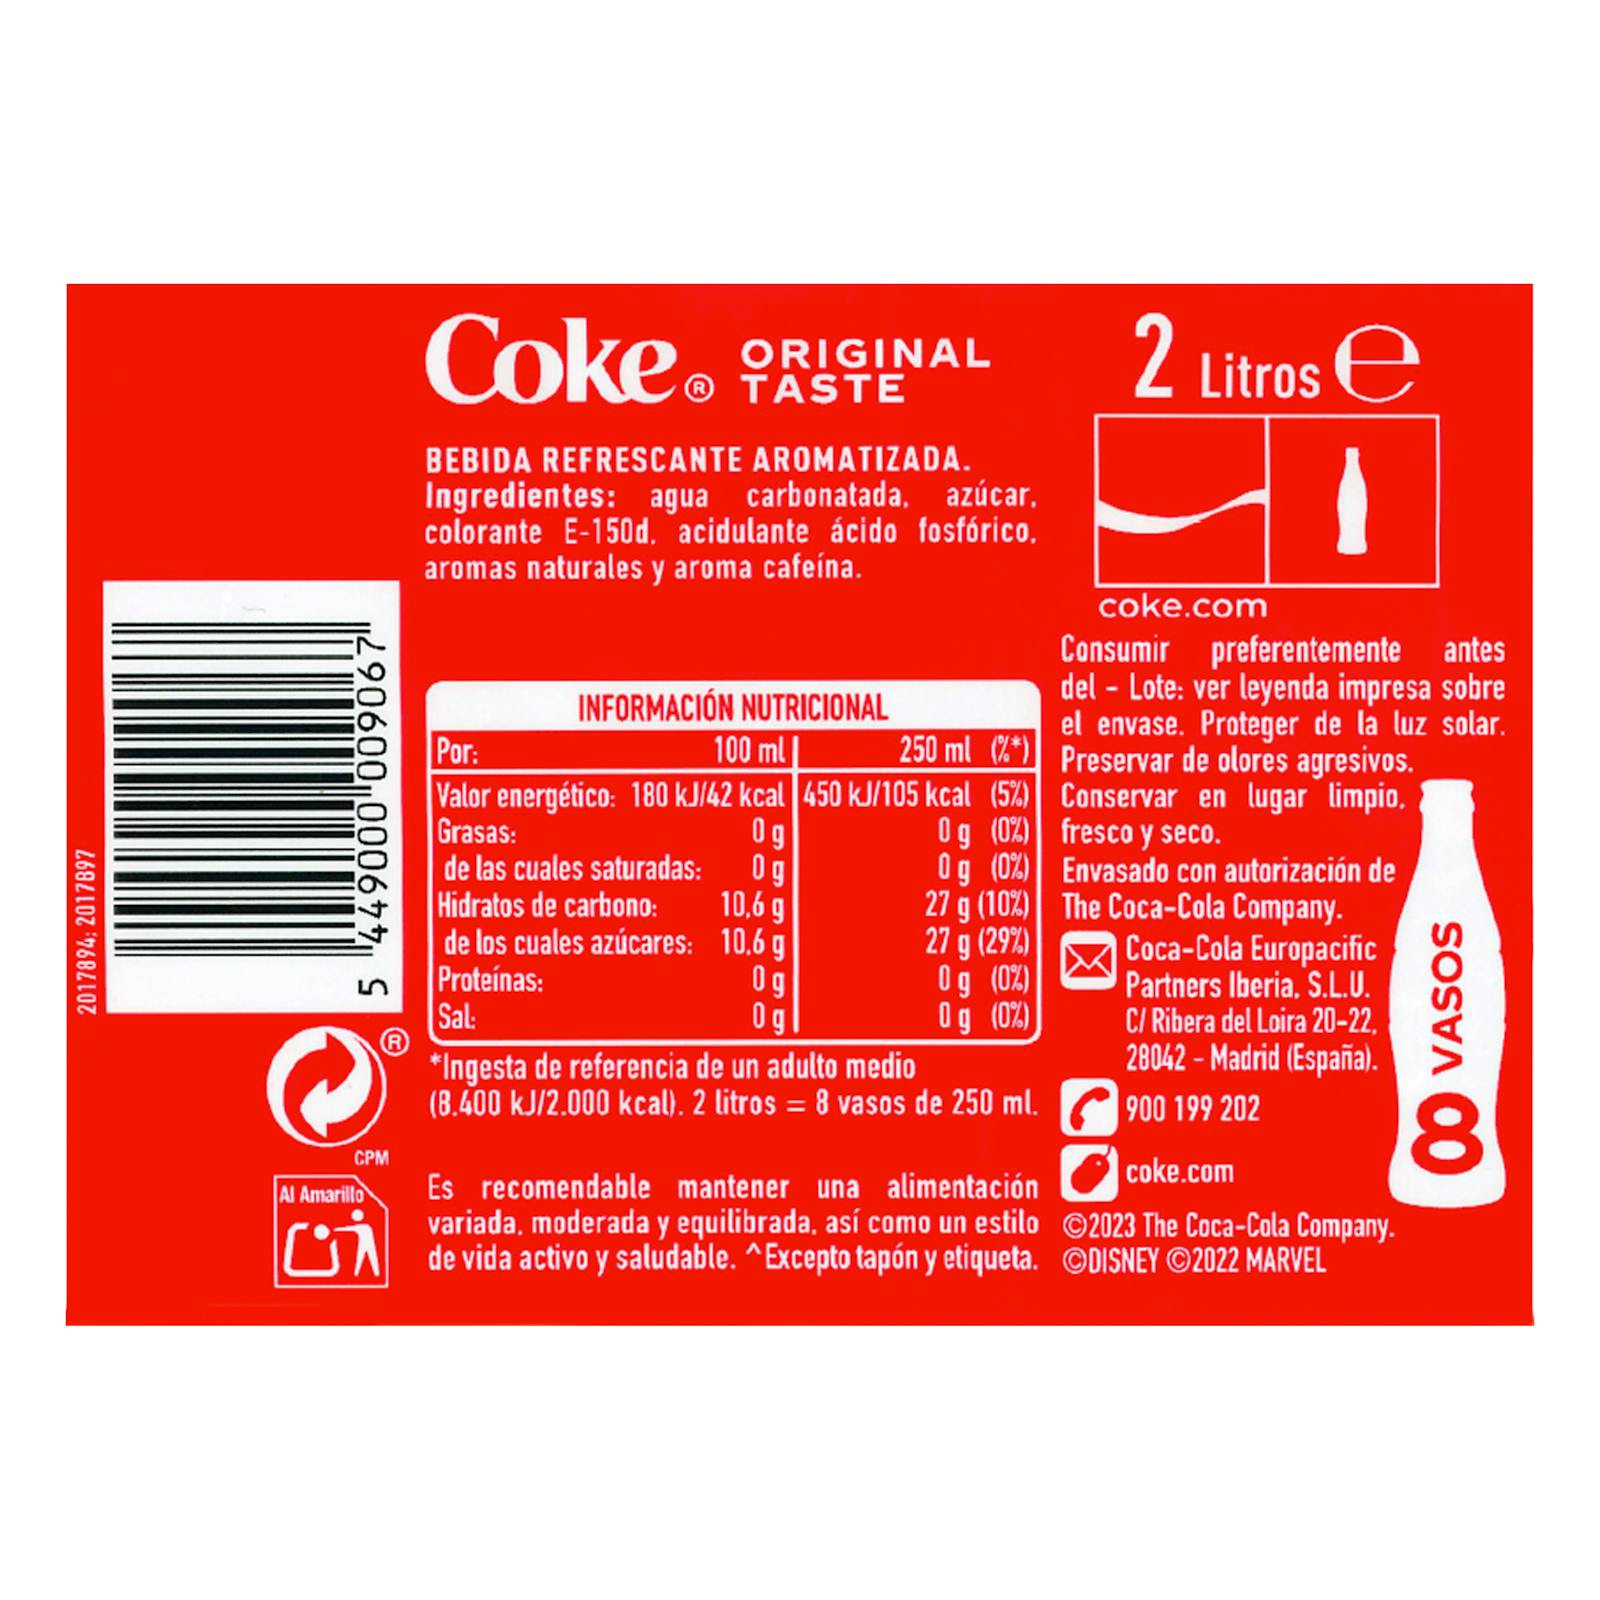 Coke® ORIGINAL
TASTE
BEBIDA REFRESCANTE AROMATIZADA.
Ingredientes: agua carbonatada, azúcar,
colorante E-150d, acidulante ácido fosfórico,
aromas naturales y aroma cafeína.
INFORMACIÓN NUTRICIONAL
Por: 100 ml 250 ml (%*)
Valor energético: 180 kJ/42 kcal 450 kJ/105 kcal (5%)
Grasas: 0 g 0 g (0%)
de las cuales saturadas: 0 g 0 g (0%)
Hidratos de carbono: 10,6 g 27 g (10%)
de los cuales azúcares: 10,6 g 27 g (29%)
Proteínas: 0 g 0 g (0%)
Sal: 0 g 0 g (0%)
*Ingesta de referencia de un adulto medio
(8.400 kJ/2.000 kcal). 2 litros = 8 vasos de 250 ml.
Es recomendable mantener una alimentación
variada, moderada y equilibrada, así como un estilo
de vida activo y saludable. ^Excepto tapón y etiqueta.
2 Litros ℮
coke.com
Consumir preferentemente antes
del - Lote: ver leyenda impresa sobre
el envase. Proteger de la luz solar.
Preservar de olores agresivos.
Conservar en lugar limpio,
fresco y seco.
Envasado con autorización de
The Coca-Cola Company.
Coca-Cola Europacific
Partners Iberia, S.L.U.
C/ Ribera del Loira 20-22,
28042 - Madrid (España).
900 199 202
coke.com
©2023 The Coca-Cola Company.
©DISNEY ©2022 MARVEL
8 VASOS
5 449000 009067
2017894; 2017897
®
CPM
Al Amarillo